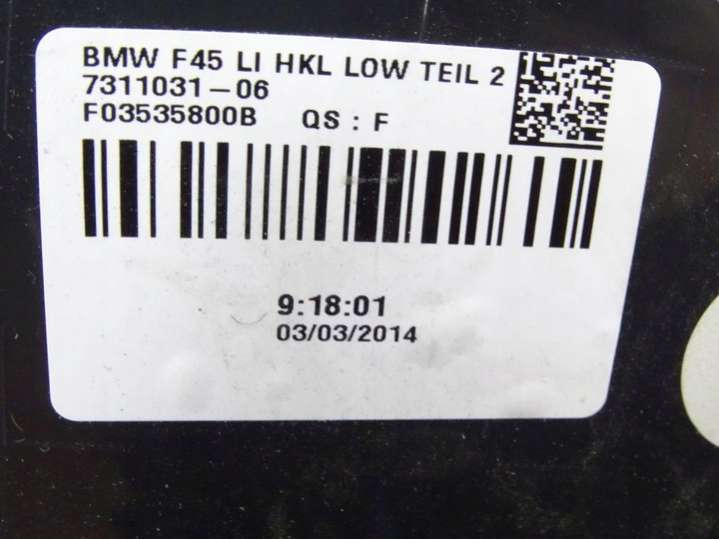 BMW F45 LI HKL LOW TEIL 2
7311031-06
F03535800B QS : F
9:18:01
03/03/2014